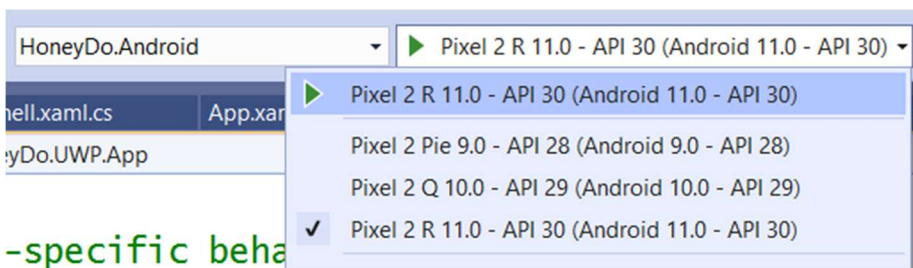 HoneyDo.Android Pixel 2 R 11.0 - API 30 (Android 11.0 - API 30)
Pixel 2 R 11.0 - API 30 (Android 11.0 - API 30)
hell.xaml.cs App.xar
yDo.UWP.App Pixel 2 Pie 9.0 - API 28 (Android 9.0 - API 28)
Pixel 2 Q 10.0 - API 29 (Android 10.0 - API 29)
Pixel 2 R 11.0 - API 30 (Android 11.0 - API 30)
-specific beha